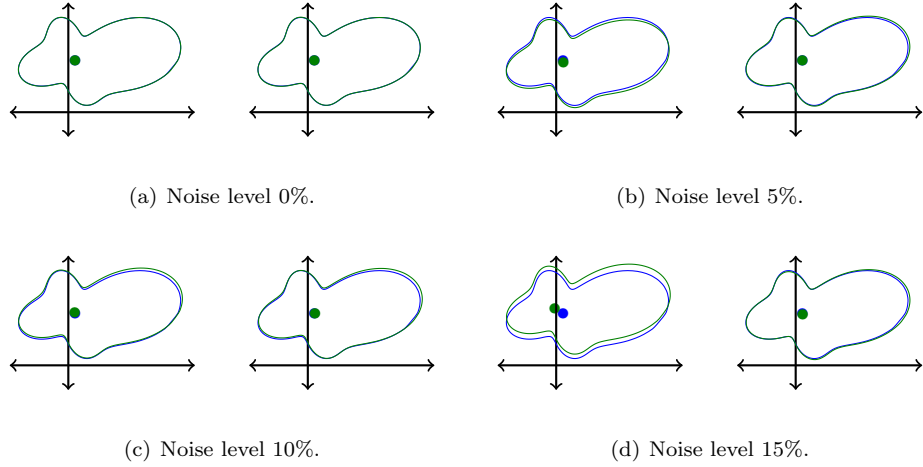 (a) Noise level 0%.
(b) Noise level 5%.
(c) Noise level 10%.
(d) Noise level 15%.